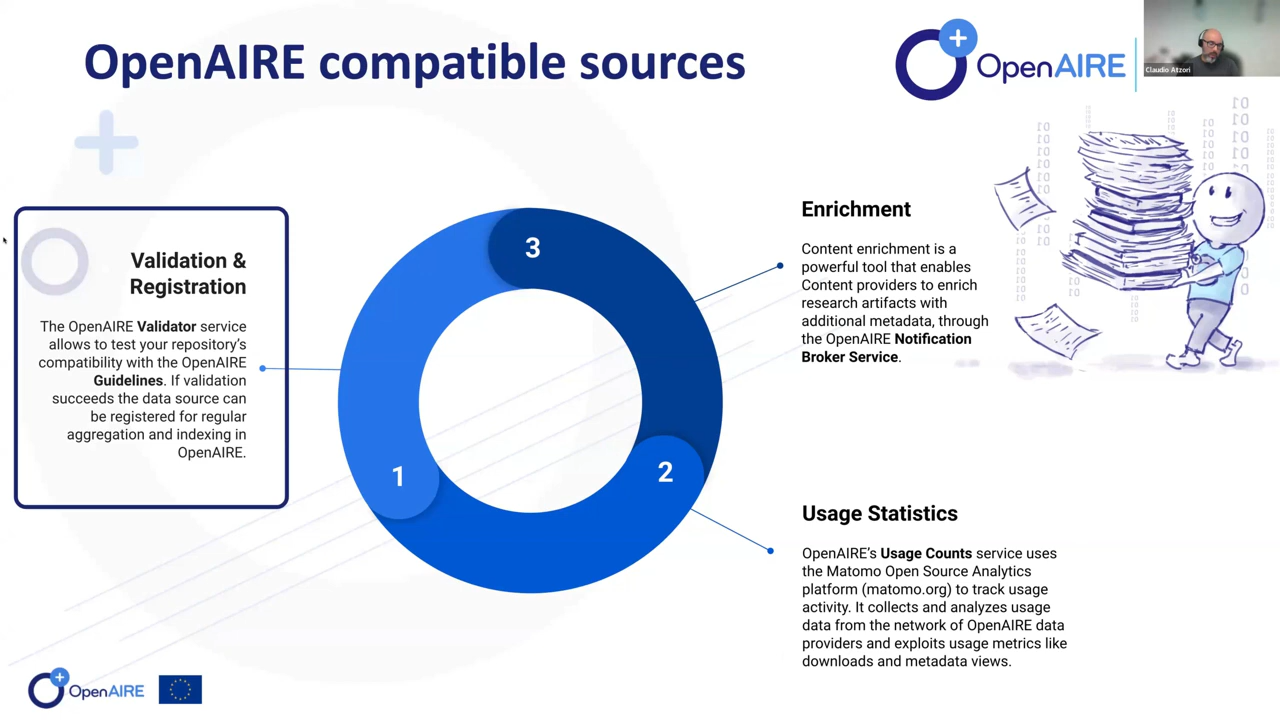 OpenAIRE compatible sources
OpenAIRE
Claudio Atzori
Validation &
Registration
The OpenAIRE Validator service
allows to test your repository's
compatibility with the OpenAIRE
Guidelines. If validation
succeeds the data source can
be registered for regular
aggregation and indexing in
OpenAIRE.
3
1
2
Enrichment
Content enrichment is a
powerful tool that enables
Content providers to enrich
research artifacts with
additional metadata, through
the OpenAIRE Notification
Broker Service.
Usage Statistics
OpenAIRE's Usage Counts service uses
the Matomo Open Source Analytics
platform (matomo.org) to track usage
activity. It collects and analyzes usage
data from the network of OpenAIRE data
providers and exploits usage metrics like
downloads and metadata views.
OpenAIRE